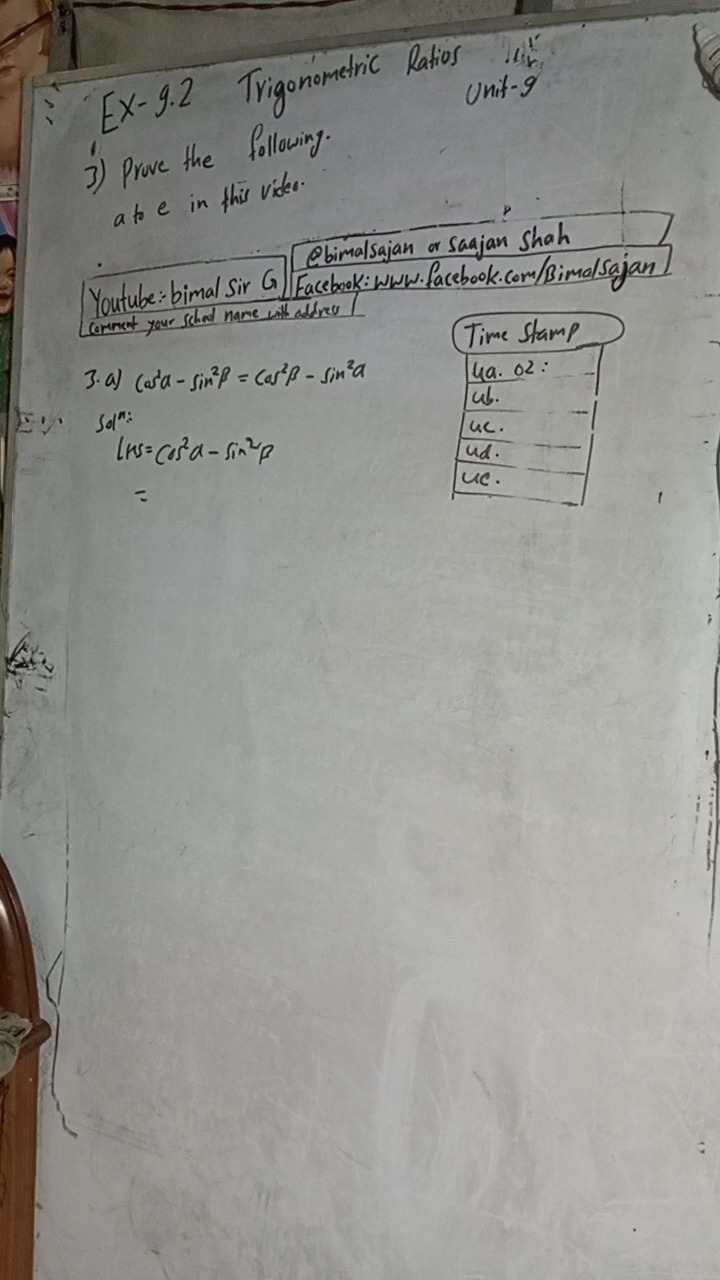 Ex-9.2 Trigonometric Ratios
Unit-9
3) Prove the following.
a to e in this video.
@bimalsajan or Saajan Shah
Youtube:- bimal Sir G
Facebook: www.facebook.com/Bimalsajan
Comment your School name with address
Time Stamp
4a. 02:
4b.
4c.
4d.
4e.
3.a) Cos²α - Sin²β = Cos²β - Sin²α
Solⁿ:
LHS = Cos²α - Sin²β
=